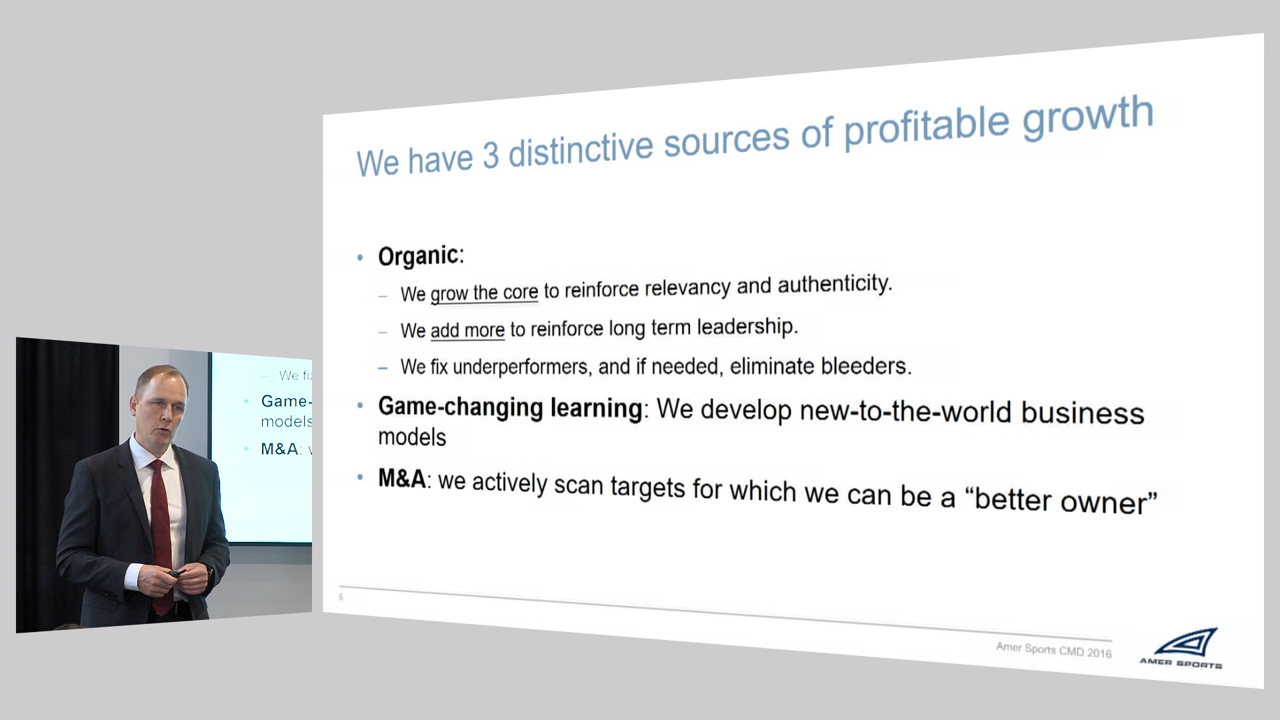 We have 3 distinctive sources of profitable growth
• Organic:
– We grow the core to reinforce relevancy and authenticity.
– We add more to reinforce long term leadership.
– We fix underperformers, and if needed, eliminate bleeders.
• Game-changing learning: We develop new-to-the-world business
models
• M&A: we actively scan targets for which we can be a “better owner”
5
Amer Sports CMD 2016
AMER SPORTS
– We fix
• Game-
models
• M&A: w